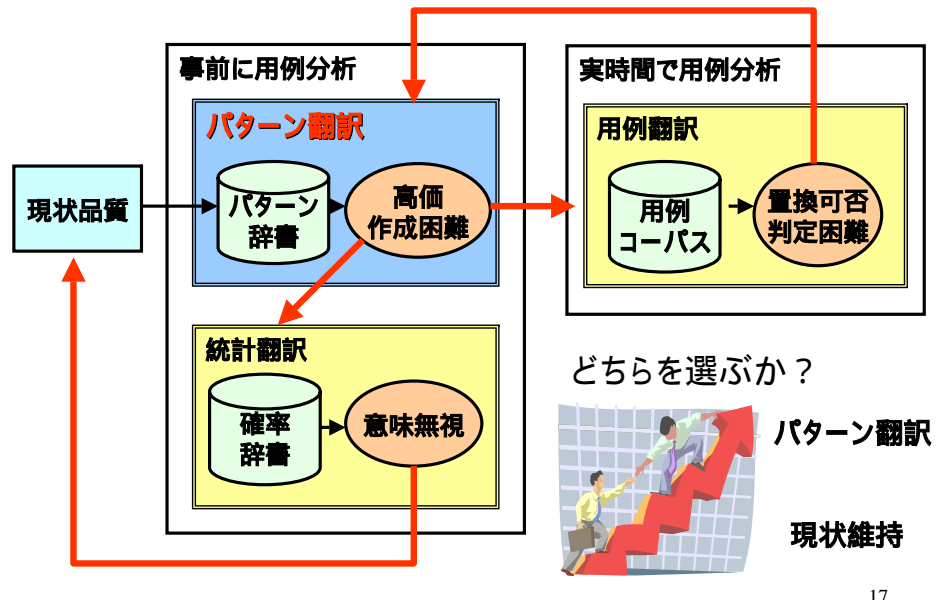 事前に用例分析
パターン翻訳
現状品質
パターン
辞書
高価
作成困難
統計翻訳
確率
辞書
意味無視
実時間で用例分析
用例翻訳
用例
コーパス
置換可否
判定困難
どちらを選ぶか？
パターン翻訳
現状維持
17